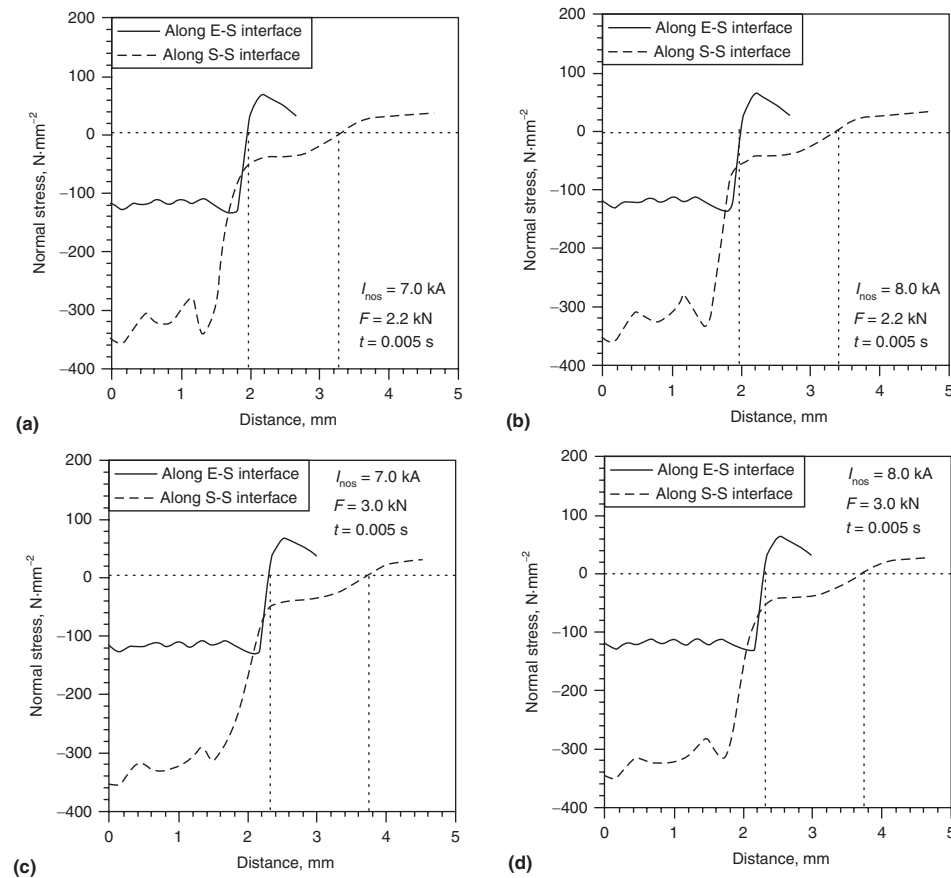 200
Along E-S interface
Along S-S interface
100
0
−100
−200
−300
−400
Normal stress, N·mm⁻²
I_nos = 7.0 kA
F = 2.2 kN
t = 0.005 s
0 1 2 3 4 5
Distance, mm
(a)
200
Along E-S interface
Along S-S interface
100
0
−100
−200
−300
−400
Normal stress, N·mm⁻²
I_nos = 8.0 kA
F = 2.2 kN
t = 0.005 s
0 1 2 3 4 5
Distance, mm
(b)
200
Along E-S interface
Along S-S interface
I_nos = 7.0 kA
F = 3.0 kN
t = 0.005 s
100
0
−100
−200
−300
−400
Normal stress, N·mm⁻²
0 1 2 3 4 5
Distance, mm
(c)
200
Along E-S interface
Along S-S interface
I_nos = 8.0 kA
F = 3.0 kN
t = 0.005 s
100
0
−100
−200
−300
−400
Normal stress, N·mm⁻²
0 1 2 3 4 5
Distance, mm
(d)